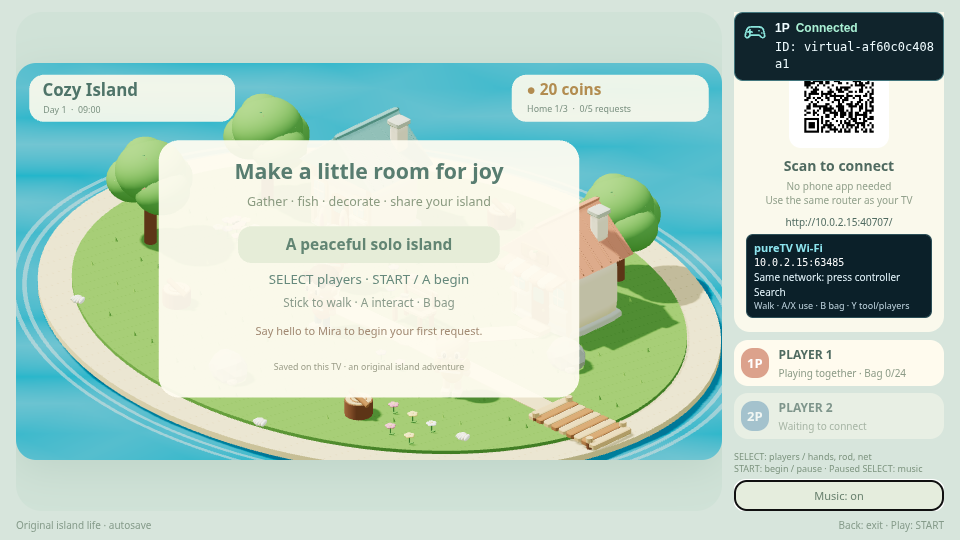 Cozy Island
Day 1 · 09:00
● 20 coins
Home 1/3 · 0/5 requests
Make a little room for joy
Gather · fish · decorate · share your island
A peaceful solo island
SELECT players · START / A begin
Stick to walk · A interact · B bag
Say hello to Mira to begin your first request.
Saved on this TV · an original island adventure
1P Connected
ID: virtual-af60c0c408
a1
Scan to connect
No phone app needed
Use the same router as your TV
http://10.0.2.15:40707/
pureTV Wi-Fi
10.0.2.15:63485
Same network: press controller
Search
Walk · A/X use · B bag · Y tool/players
1P
PLAYER 1
Playing together · Bag 0/24
2P
PLAYER 2
Waiting to connect
SELECT: players / hands, rod, net
START: begin / pause · Paused SELECT: music
Music: on
Original island life · autosave
Back: exit · Play: START